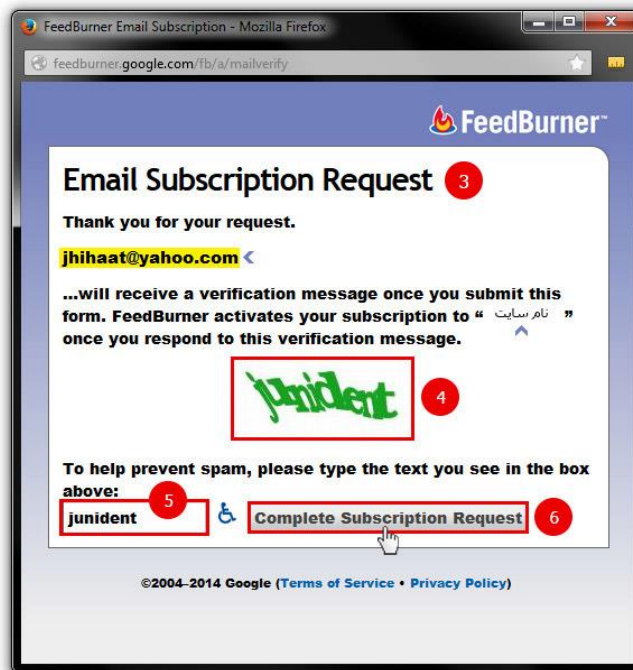 FeedBurner Email Subscription Request - Mozilla Firefox
feedburner.google.com/fb/a/mailverify
FeedBurner™
Email Subscription Request 3
Thank you for your request.
jhihaat@yahoo.com
...will receive a verification message once you submit this
form. FeedBurner activates your subscription to “ نام سایت ”
once you respond to this verification message.
junident
4
To help prevent spam, please type the text you see in the box
above:
5
junident Complete Subscription Request 6
©2004–2014 Google (Terms of Service • Privacy Policy)